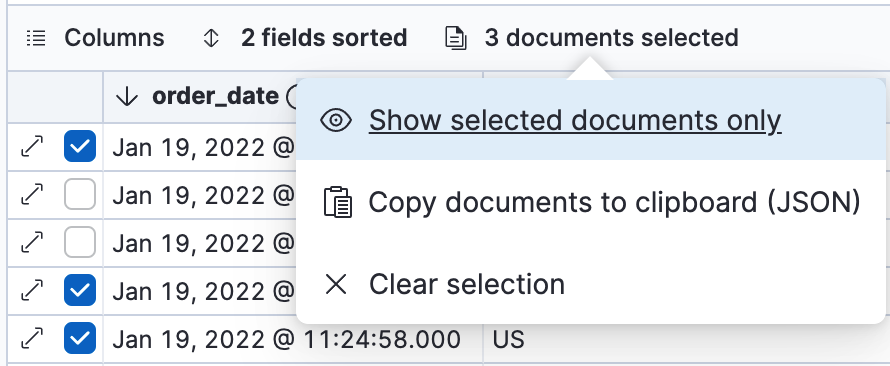 Columns 2 fields sorted 3 documents selected
order_date
Show selected documents only
Jan 19, 2022 @
Jan 19, 2022 @
Copy documents to clipboard (JSON)
Jan 19, 2022 @
Jan 19, 2022 @
Clear selection
Jan 19, 2022 @ 11:24:58.000 US